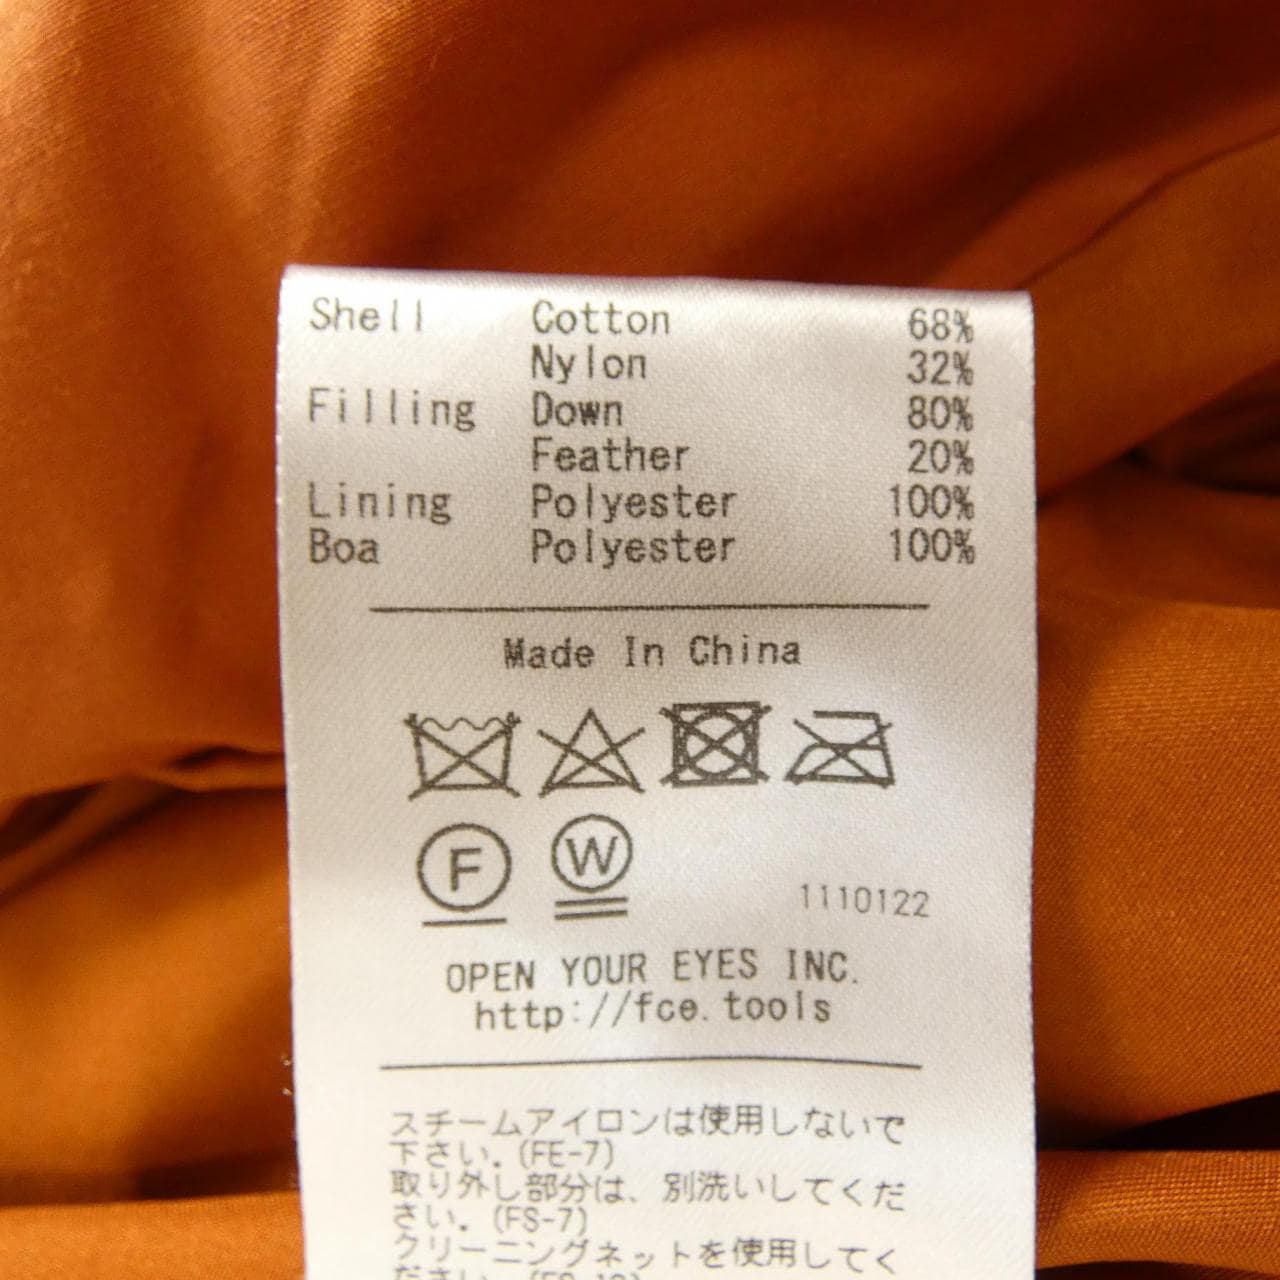 Shell Cotton 68%
Nylon 32%
Filling Down 80%
Feather 20%
Lining Polyester 100%
Boa Polyester 100%
Made In China
F W
1110122
OPEN YOUR EYES INC.
http://fce.tools
スチームアイロンは使用しないで
下さい。(FE-7)
取り外し部分は、別洗いしてくだ
さい。(FS-7)
クリーニングネットを使用してく
ださい。